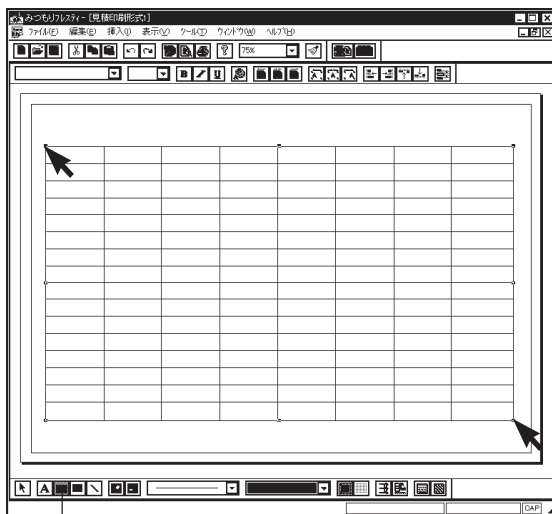 みつもりフレスティ - [見積印刷形式1]
ファイル(F) 編集(E) 挿入(I) 表示(V) ツール(T) ウィンドウ(W) ヘルプ(H)
75%
B I U
A
CAP